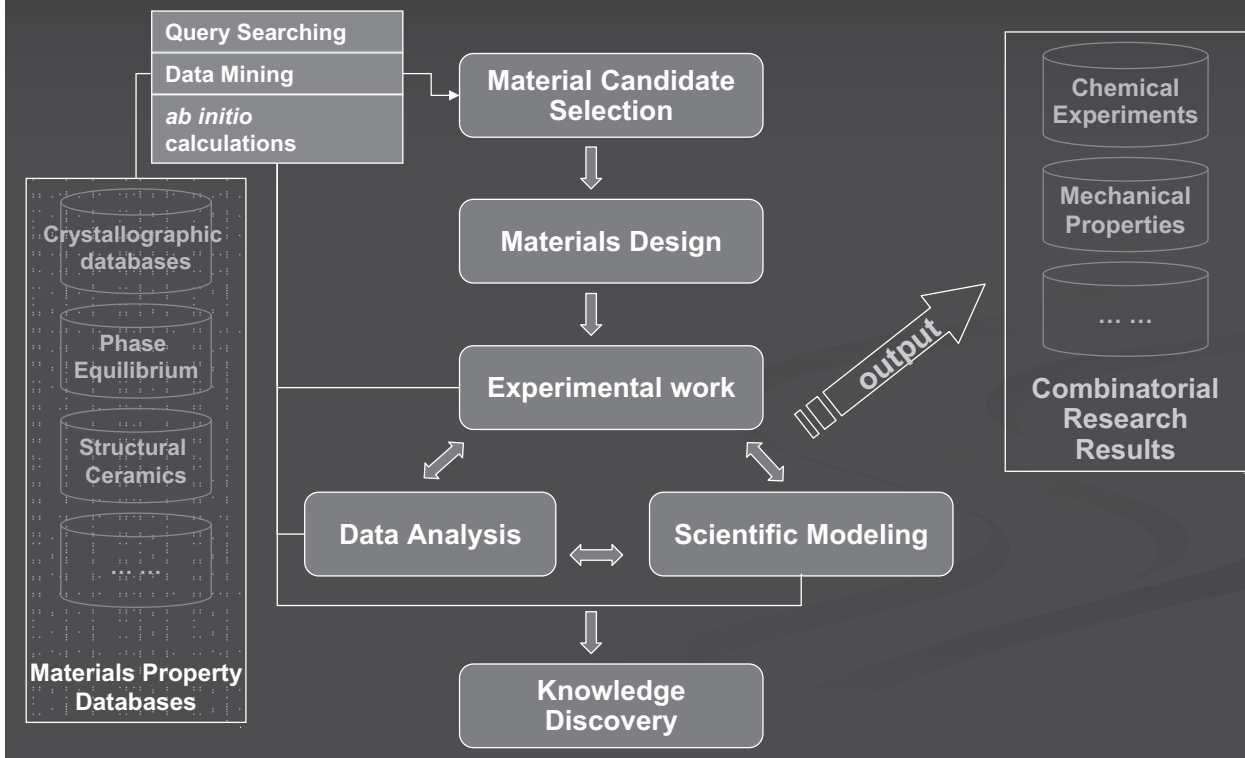 Query Searching
Data Mining
ab initio
calculations
Material Candidate
Selection
Materials Design
Experimental work
Data Analysis
Scientific Modeling
Knowledge
Discovery
Crystallographic
databases
Phase
Equilibrium
Structural
Ceramics
... ...
Materials Property
Databases
output
Chemical
Experiments
Mechanical
Properties
... ...
Combinatorial
Research
Results